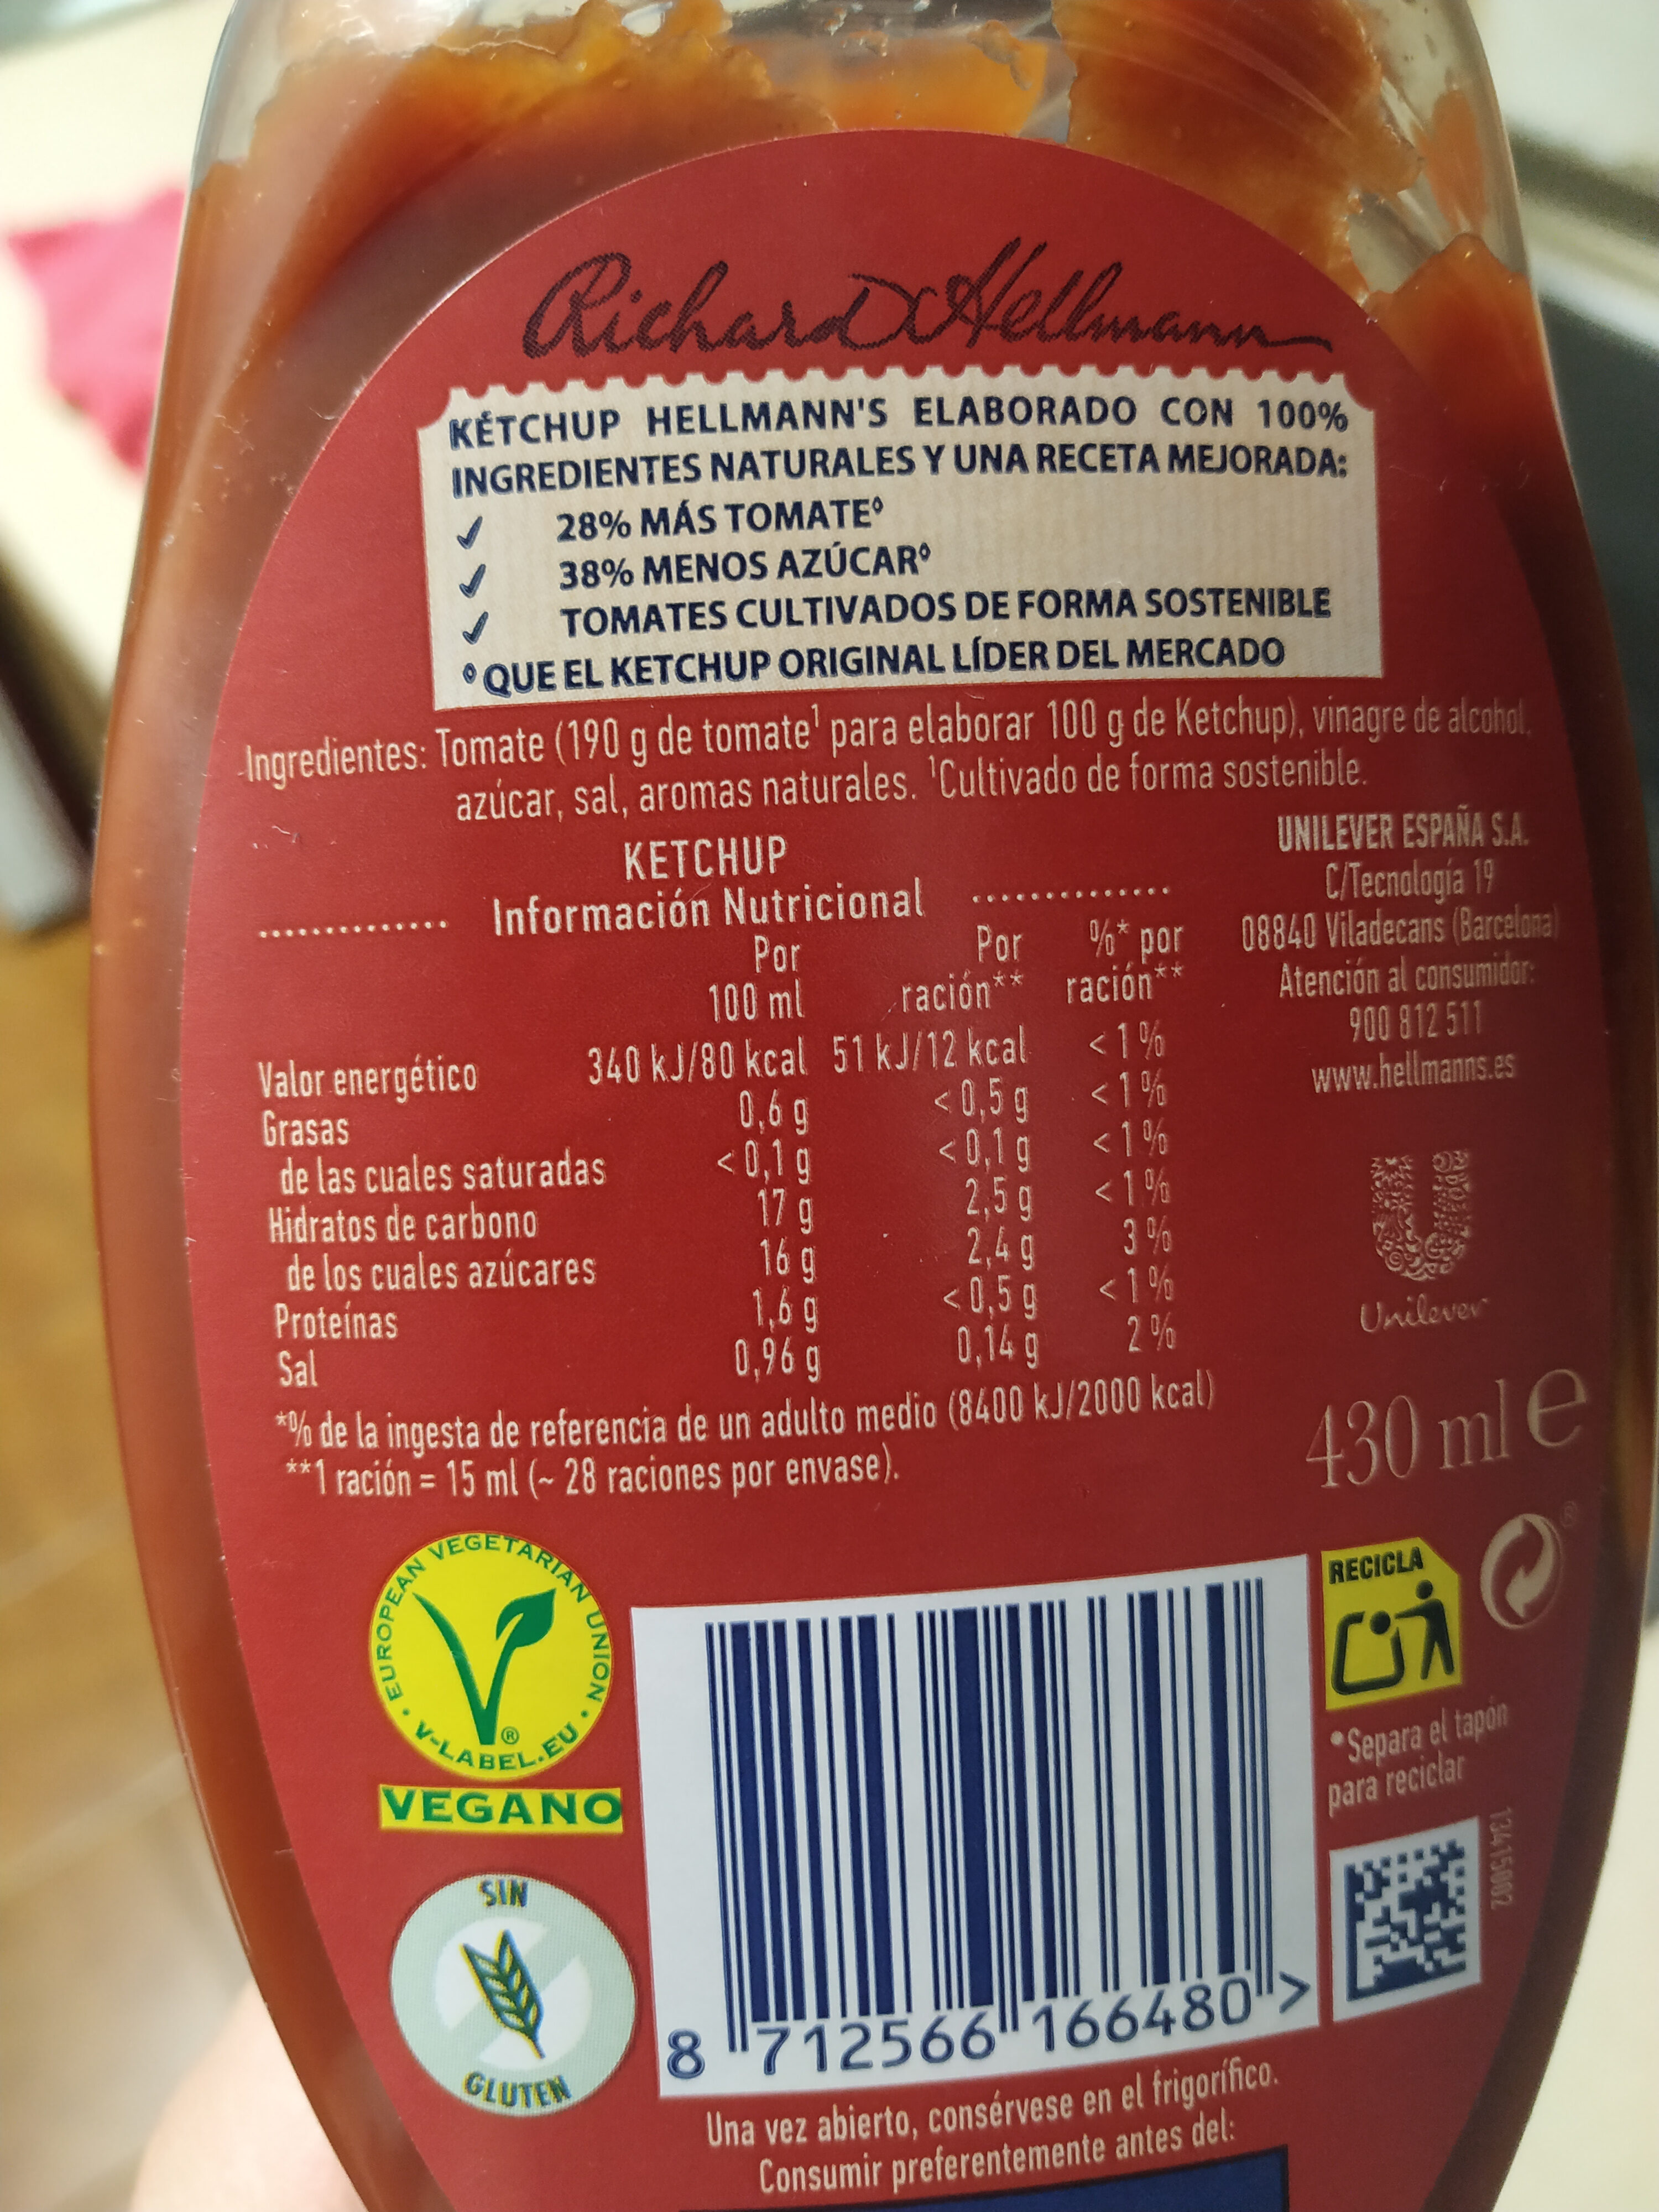 Richard Hellmann
KÉTCHUP HELLMANN'S ELABORADO CON 100%
INGREDIENTES NATURALES Y UNA RECETA MEJORADA:
✓ 28% MÁS TOMATE◊
✓ 38% MENOS AZÚCAR◊
✓ TOMATES CULTIVADOS DE FORMA SOSTENIBLE
◊QUE EL KETCHUP ORIGINAL LÍDER DEL MERCADO
Ingredientes: Tomate (190 g de tomate¹ para elaborar 100 g de Ketchup), vinagre de alcohol,
azúcar, sal, aromas naturales. ¹Cultivado de forma sostenible.
KETCHUP
Información Nutricional
Por 100 ml Por ración** %* por ración**
Valor energético 340 kJ/80 kcal 51 kJ/12 kcal <1%
Grasas 0,6 g <0,5 g <1%
de las cuales saturadas <0,1 g <0,1 g <1%
Hidratos de carbono 17 g 2,5 g <1%
de los cuales azúcares 16 g 2,4 g 3%
Proteínas 1,6 g <0,5 g <1%
Sal 0,96 g 0,14 g 2%
*% de la ingesta de referencia de un adulto medio (8400 kJ/2000 kcal)
**1 ración = 15 ml (~ 28 raciones por envase).
UNILEVER ESPAÑA S.A.
C/Tecnología 19
08840 Viladecans (Barcelona)
Atención al consumidor:
900 812 511
www.hellmanns.es
Unilever
430 ml e
EUROPEAN VEGETARIAN UNION • V-LABEL.EU •
®
VEGANO
SIN
GLUTEN
8 712566 166480 >
RECICLA
®
•Separa el tapón
para reciclar
13415002
Una vez abierto, consérvese en el frigorífico.
Consumir preferentemente antes del: